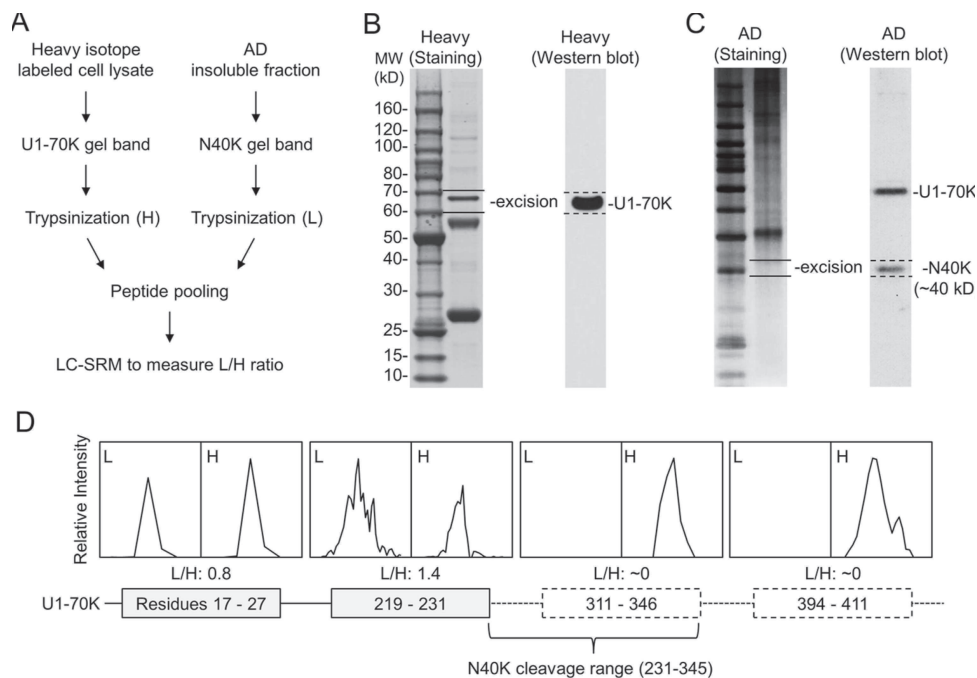 A
Heavy isotope
labeled cell lysate
AD
insoluble fraction
U1-70K gel band
N40K gel band
Trypsinization (H)
Trypsinization (L)
Peptide pooling
LC-SRM to measure L/H ratio
B
Heavy
(Staining)
Heavy
(Western blot)
MW
(kD)
160-
120-
100-
80-
70-
60-
50-
40-
30-
25-
15-
10-
-excision
-U1-70K
C
AD
(Staining)
AD
(Western blot)
-U1-70K
-excision
-N40K
(~40 kD
D
Relative Intensity
L H L H L H L H
L/H: 0.8 L/H: 1.4 L/H: ~0 L/H: ~0
U1-70K Residues 17 - 27 219 - 231 311 - 346 394 - 411
N40K cleavage range (231-345)